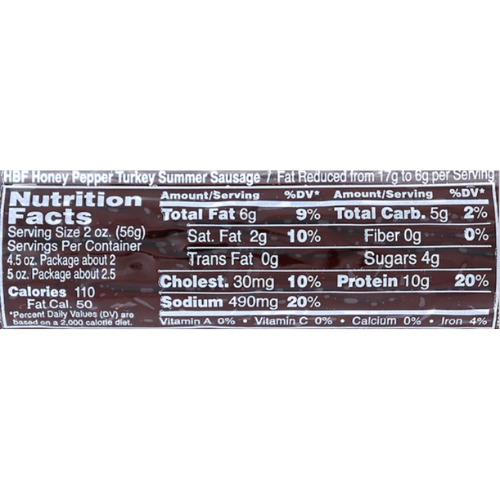 HBF Honey Pepper Turkey Summer Sausage / Fat Reduced from 17g to 6g per Serving
Nutrition
Facts
Serving Size 2 oz. (56g)
Servings Per Container
4.5 oz. Package about 2
5 oz. Package about 2.5
Calories 110
Fat Cal. 50
*Percent Daily Values (DV) are
based on a 2,000 calorie diet.
Amount/Serving %DV* Amount/Serving %DV*
Total Fat 6g 9% Total Carb. 5g 2%
Sat. Fat 2g 10% Fiber 0g 0%
Trans Fat 0g Sugars 4g
Cholest. 30mg 10% Protein 10g 20%
Sodium 490mg 20%
Vitamin A 0% • Vitamin C 0% • Calcium 0% • Iron 4%